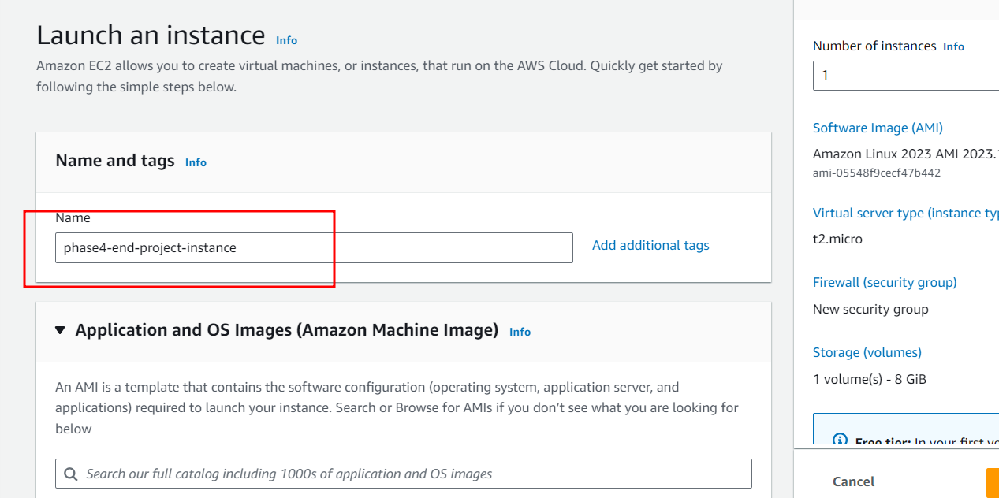 Launch an instance Info
Amazon EC2 allows you to create virtual machines, or instances, that run on the AWS Cloud. Quickly get started by
following the simple steps below.
Name and tags Info
Name
phase4-end-project-instance
Add additional tags
Application and OS Images (Amazon Machine Image) Info
An AMI is a template that contains the software configuration (operating system, application server, and
applications) required to launch your instance. Search or Browse for AMIs if you don’t see what you are looking for
below
Search our full catalog including 1000s of application and OS images
Number of instances Info
1
Software Image (AMI)
Amazon Linux 2023 AMI 2023.
ami-05548f9cecf47b442
Virtual server type (instance
t2.micro
Firewall (security group)
New security group
Storage (volumes)
1 volume(s) - 8 GiB
Free tier: In your first
Cancel